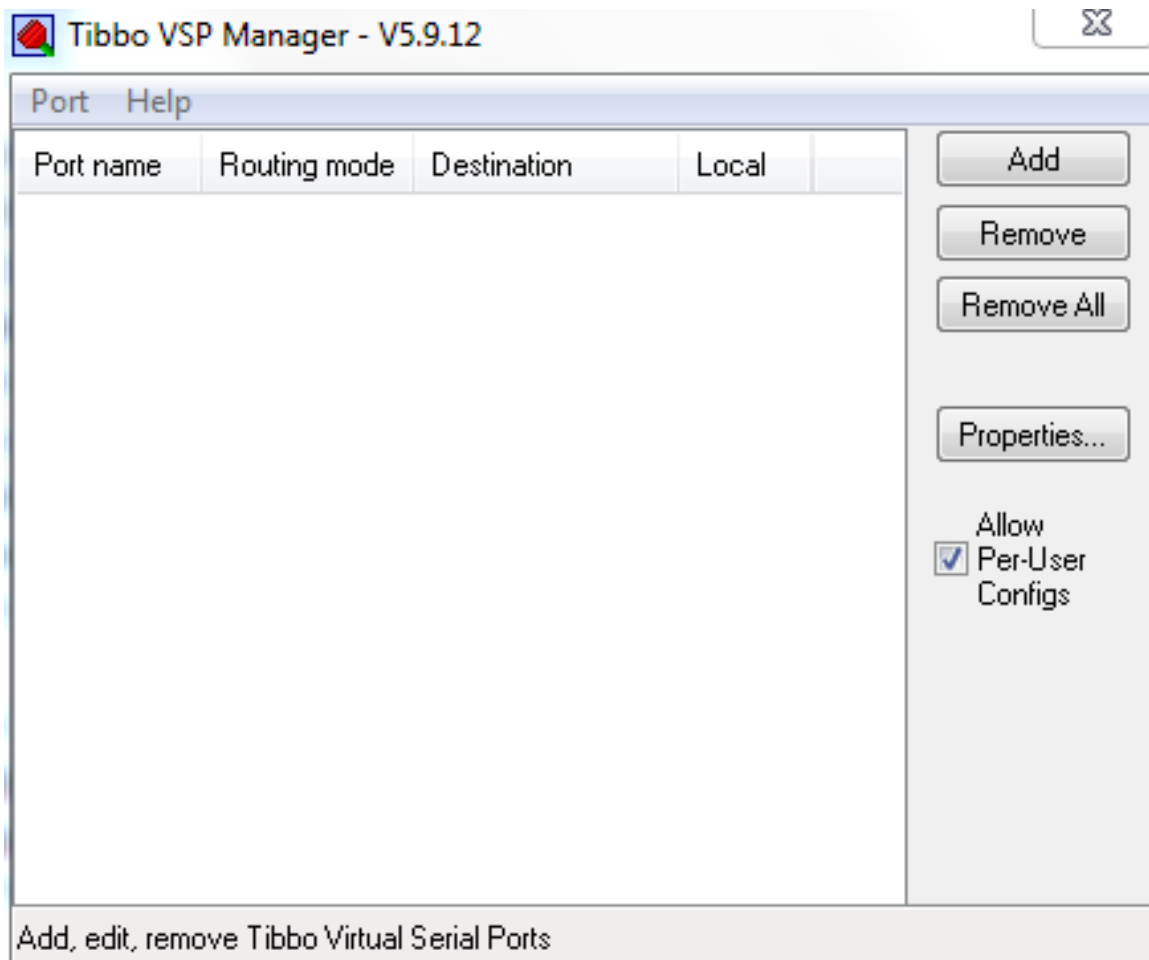 Tibbo VSP Manager - V5.9.12
Port Help
Port name Routing mode Destination Local
Add
Remove
Remove All
Properties...
Allow
Per-User
Configs
Add, edit, remove Tibbo Virtual Serial Ports